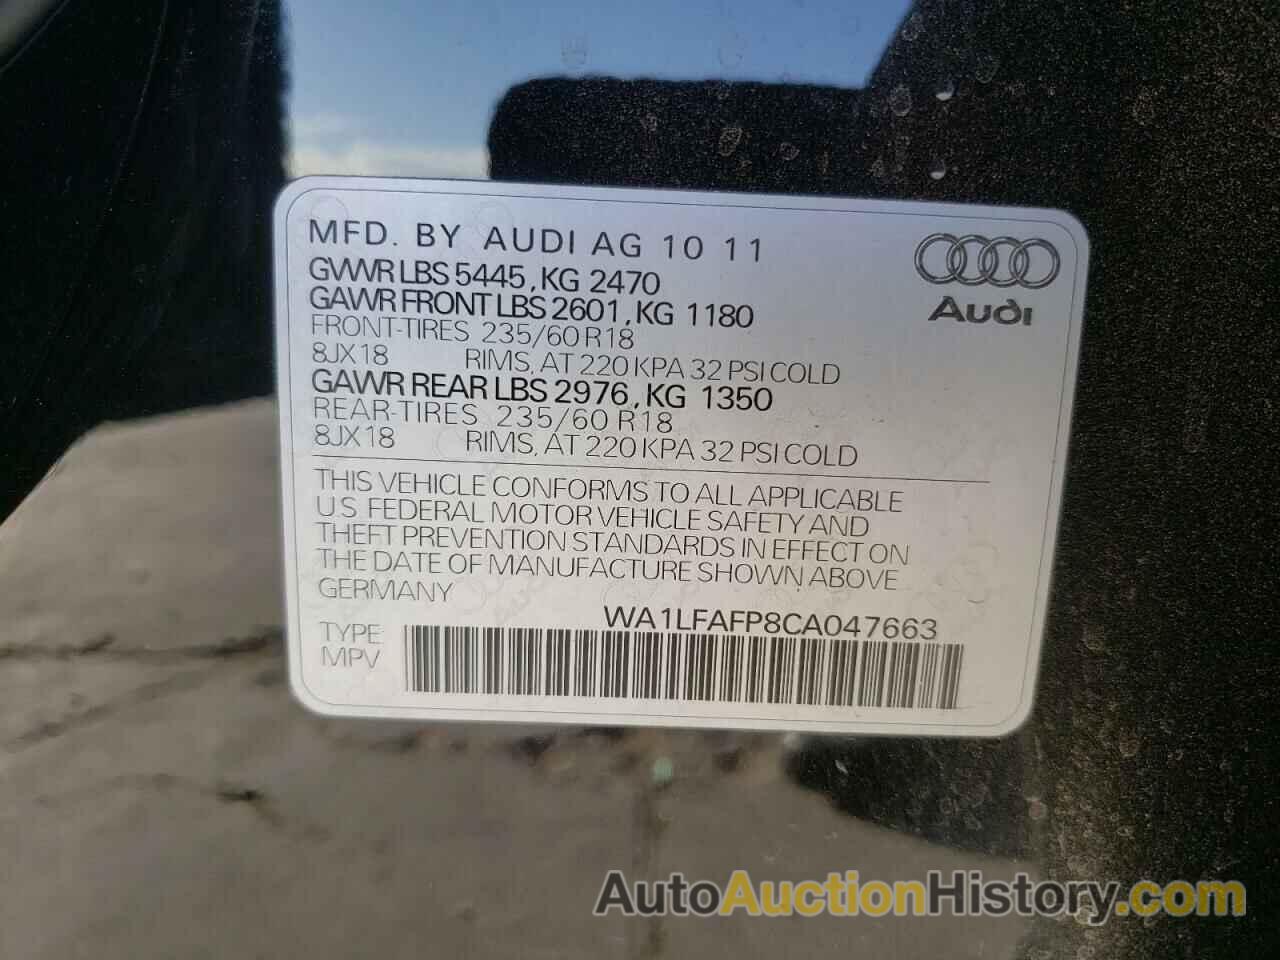 MFD. BY AUDI AG 10 11
GVWR LBS 5445, KG 2470
GAWR FRONT LBS 2601, KG 1180
FRONT-TIRES 235/60 R18
8JX18 RIMS, AT 220 KPA 32 PSI COLD
GAWR REAR LBS 2976, KG 1350
REAR-TIRES 235/60 R18
8JX18 RIMS, AT 220 KPA 32 PSI COLD
Audi
THIS VEHICLE CONFORMS TO ALL APPLICABLE
U.S. FEDERAL MOTOR VEHICLE SAFETY AND
THEFT PREVENTION STANDARDS IN EFFECT ON
THE DATE OF MANUFACTURE SHOWN ABOVE
GERMANY
WA1LFAFP8CA047663
TYPE
MPV
AutoAuctionHistory.com